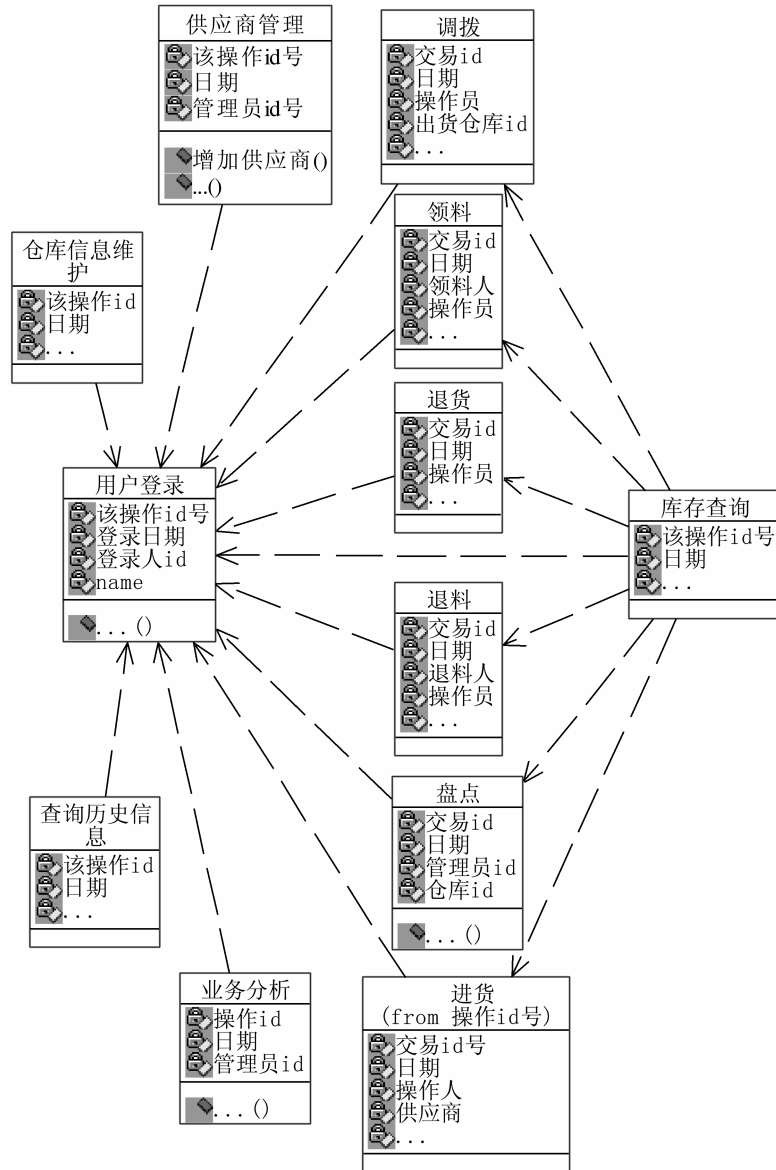 供应商管理
该操作id号
日期
管理员id号
增加供应商()
...()
调拨
交易id
日期
操作员
出货仓库id
...
仓库信息维
护
该操作id
日期
...
领料
交易id
日期
领料人
操作员
...
退货
交易id
日期
操作员
...
用户登录
该操作id号
登录日期
登录人id
name
...()
库存查询
该操作id号
日期
...
退料
交易id
日期
退料人
操作员
...
查询历史信
息
该操作id
日期
...
盘点
交易id
日期
管理员id
仓库id
...()
业务分析
操作id
日期
管理员id
...()
进货
(from 操作id号)
交易id号
日期
操作人
供应商
...